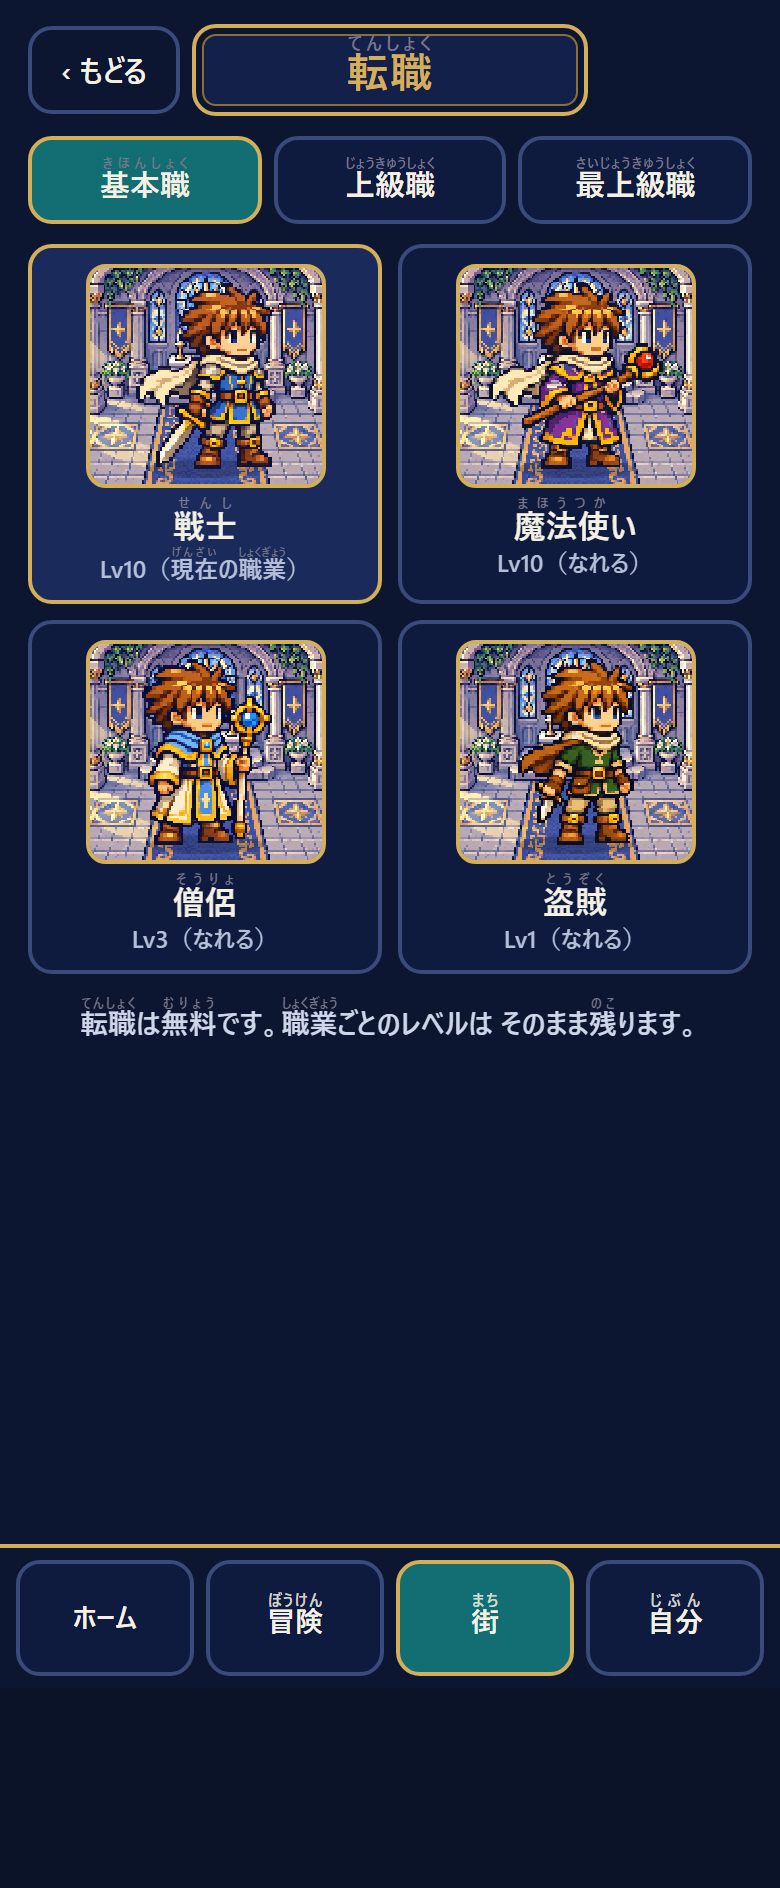 ‹ もどる
てんしょく
転職
きほんしょく
基本職
じょうきゅうしょく
上級職
さいじょうきゅうしょく
最上級職
せんし
戦士
げんざい しょくぎょう
Lv10（現在の職業）
まほうつか
魔法使い
Lv10（なれる）
そうりょ
僧侶
Lv3（なれる）
とうぞく
盗賊
Lv1（なれる）
てんしょく むりょう しょくぎょう のこ
転職は無料です。職業ごとのレベルは そのまま残ります。
ホーム
ぼうけん
冒険
まち
街
じぶん
自分